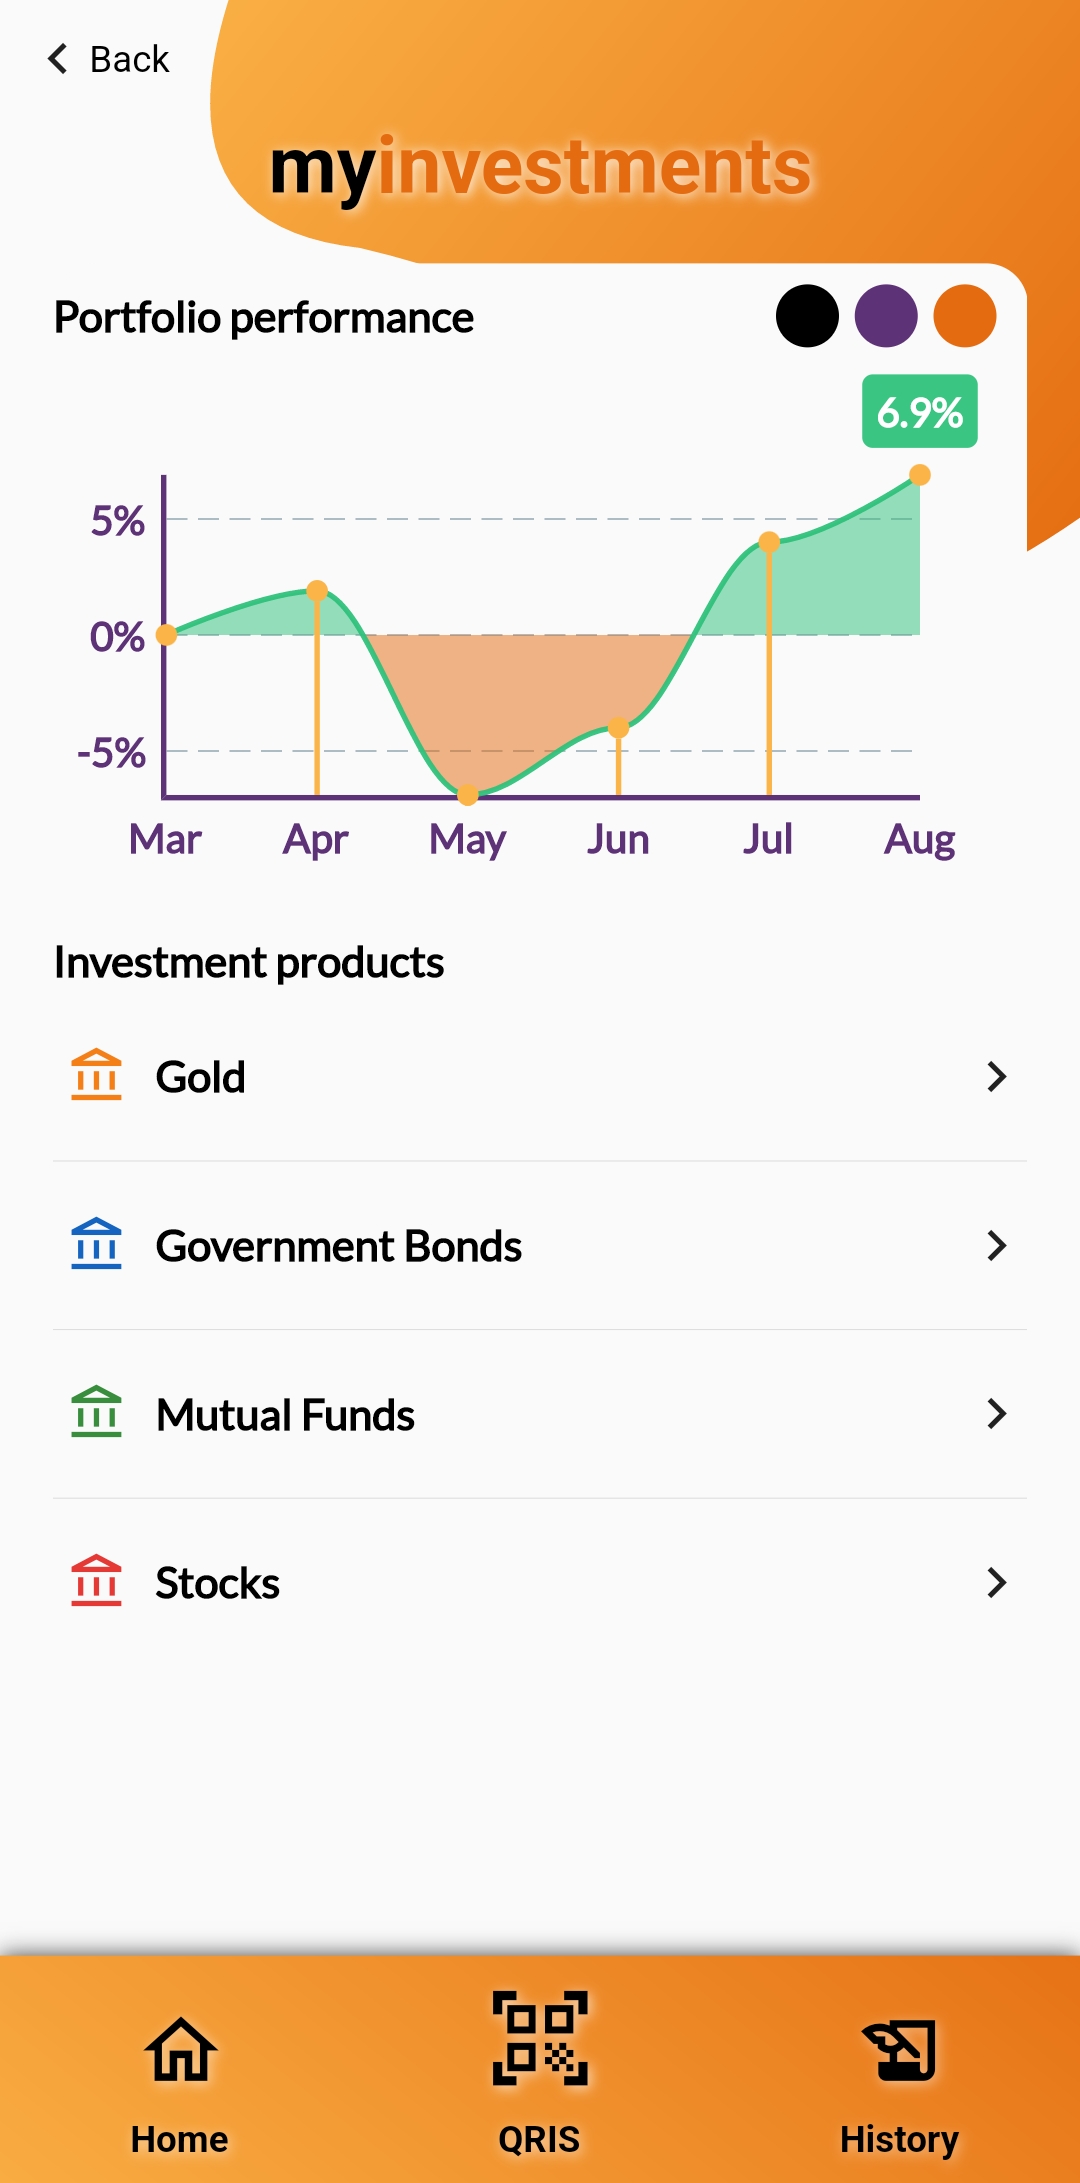 Back
myinvestments
Portfolio performance
6.9%
5%
0%
-5%
Mar Apr May Jun Jul Aug
Investment products
Gold
Government Bonds
Mutual Funds
Stocks
Home QRIS History